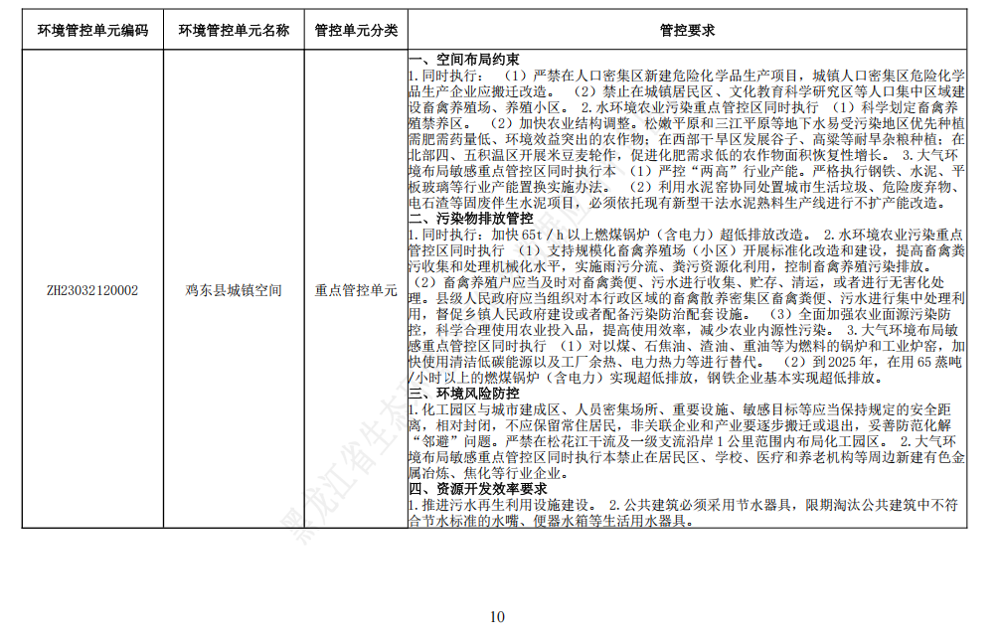 环境管控单元编码 环境管控单元名称 管控单元分类 管控要求
ZH23032120002 鸡东县城镇空间 重点管控单元
一、空间布局约束
1.同时执行： （1）严禁在人口密集区新建危险化学品生产项目，城镇人口密集区危险化学
品生产企业应搬迁改造。 （2）禁止在城镇居民区、文化教育科学研究区等人口集中区域建
设畜禽养殖场、养殖小区。 2.水环境农业污染重点管控区同时执行 （1）科学划定畜禽养
殖禁养区。 （2）加快农业结构调整。松嫩平原和三江平原等地下水易受污染地区优先种植
需肥需药量低、环境效益突出的农作物；在西部干旱区发展谷子、高粱等耐旱杂粮种植；在
北部四、五积温区开展米豆麦轮作，促进化肥需求低的农作物面积恢复性增长。 3.大气环
境布局敏感重点管控区同时执行本 （1）严控“两高”行业产能。严格执行钢铁、水泥、平
板玻璃等行业产能置换实施办法。 （2）利用水泥窑协同处置城市生活垃圾、危险废弃物、
电石渣等固废伴生水泥项目，必须依托现有新型干法水泥熟料生产线进行不扩产能改造。
二、污染物排放管控
1.同时执行：加快 65t／h 以上燃煤锅炉（含电力）超低排放改造。 2.水环境农业污染重点
管控区同时执行 （1）支持规模化畜禽养殖场（小区）开展标准化改造和建设，提高畜禽粪
污收集和处理机械化水平，实施雨污分流、粪污资源化利用，控制畜禽养殖污染排放。
（2）畜禽养殖户应当及时对畜禽粪便、污水进行收集、贮存、清运，或者进行无害化处
理。县级人民政府应当组织对本行政区域的畜禽散养密集区畜禽粪便、污水进行集中处理利
用，督促乡镇人民政府建设或者配备污染防治配套设施。 （3）全面加强农业面源污染防
控，科学合理使用农业投入品，提高使用效率，减少农业内源性污染。 3.大气环境布局敏
感重点管控区同时执行 （1）对以煤、石焦油、渣油、重油等为燃料的锅炉和工业炉窑，加
快使用清洁低碳能源以及工厂余热、电力热力等进行替代。 （2）到 2025 年，在用 65 蒸吨
/小时以上的燃煤锅炉（含电力）实现超低排放，钢铁企业基本实现超低排放。
三、环境风险防控
1.化工园区与城市建成区、人员密集场所、重要设施、敏感目标等应当保持规定的安全距
离，相对封闭，不应保留常住居民，非关联企业和产业要逐步搬迁或退出，妥善防范化解
“邻避”问题。严禁在松花江干流及一级支流沿岸 1 公里范围内布局化工园区。 2.大气环
境布局敏感重点管控区同时执行本禁止在居民区、学校、医疗和养老机构等周边新建有色金
属冶炼、焦化等行业企业。
四、资源开发效率要求
1.推进污水再生利用设施建设。 2.公共建筑必须采用节水器具，限期淘汰公共建筑中不符
合节水标准的水嘴、便器水箱等生活用水器具。
黑龙江省生态
10